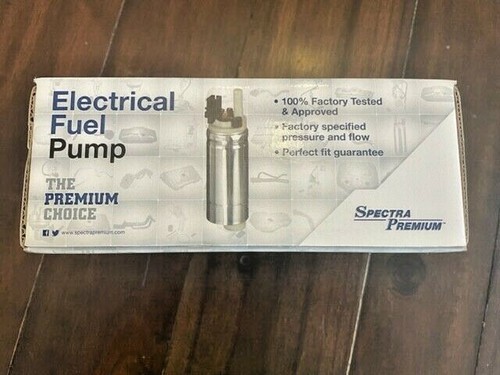 Electrical
Fuel
Pump
THE
PREMIUM
CHOICE
www.spectrapremium.com
• 100% Factory Tested
& Approved
• Factory specified
pressure and flow
• Perfect fit guarantee
SPECTRA
PREMIUM™